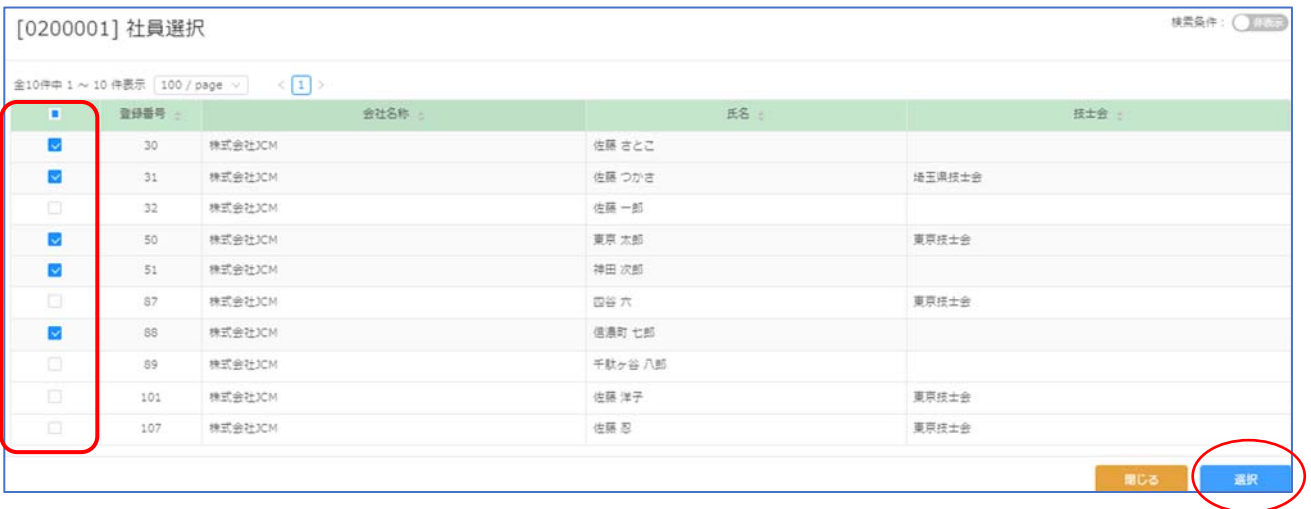 [0200001] 社員選択
検索条件： 非表示
全10件中 1 ～ 10 件表示 100 / page < 1 >
登録番号 会社名称 氏名 技士会
30 株式会社JCM 佐藤 さとこ
31 株式会社JCM 佐藤 つかさ 埼玉県技士会
32 株式会社JCM 佐藤 一郎
50 株式会社JCM 東京 太郎 東京技士会
51 株式会社JCM 神田 次郎
87 株式会社JCM 四谷 六 東京技士会
88 株式会社JCM 信濃町 七郎
89 株式会社JCM 千駄ヶ谷 八郎
101 株式会社JCM 佐藤 洋子 東京技士会
107 株式会社JCM 佐藤 忍 東京技士会
閉じる 選択